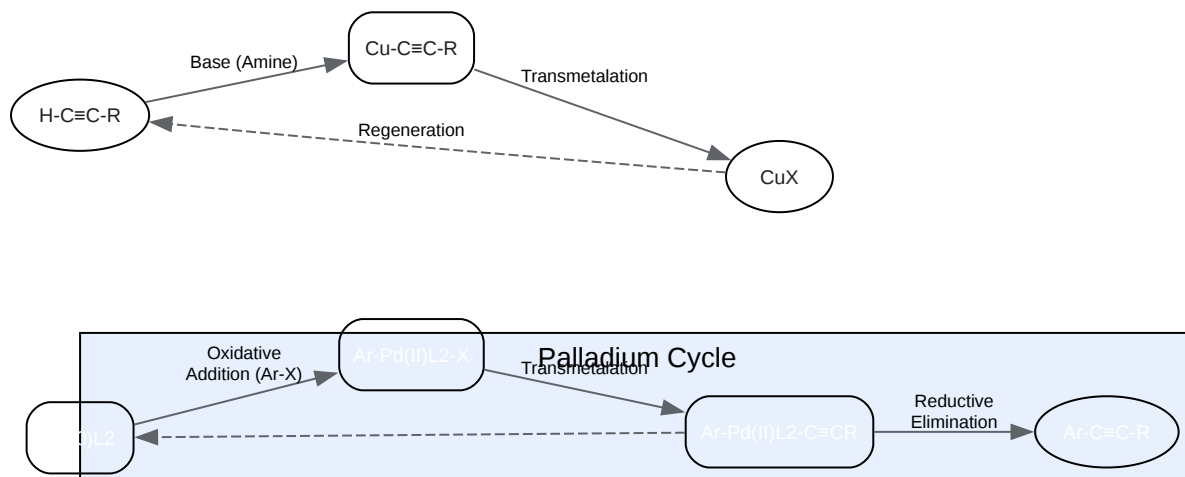 Cu-C≡C-R
Base (Amine)
Transmetalation
H-C≡C-R
Regeneration
CuX
Palladium Cycle
Ar-Pd(II)L2-X
Oxidative
Addition (Ar-X)
Transmetalation
Reductive
Elimination
)L2
Ar-Pd(II)L2-C≡CR
Ar-C≡C-R